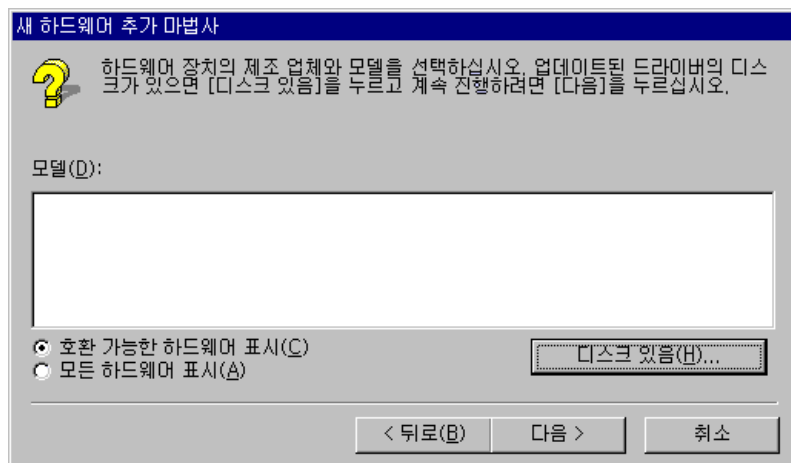 새 하드웨어 추가 마법사
하드웨어 장치의 제조 업체와 모델을 선택하십시오. 업데이트된 드라이버의 디스
크가 있으면 [디스크 있음]을 누르고 계속 진행하려면 [다음]을 누르십시오.
모델(D):
호환 가능한 하드웨어 표시(C)
모든 하드웨어 표시(A)
디스크 있음(H)...
< 뒤로(B)
다음 >
취소